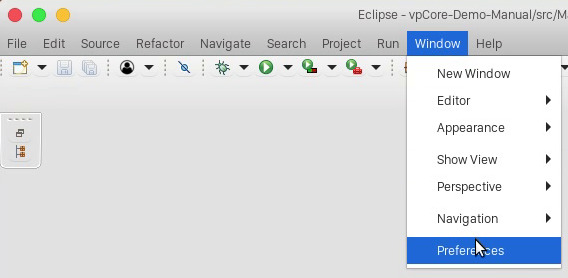 Eclipse - vpCore-Demo-Manual/src/Ma
File Edit Source Refactor Navigate Search Project Run Window Help
New Window
Editor
Appearance
Show View
Perspective
Navigation
Preferences